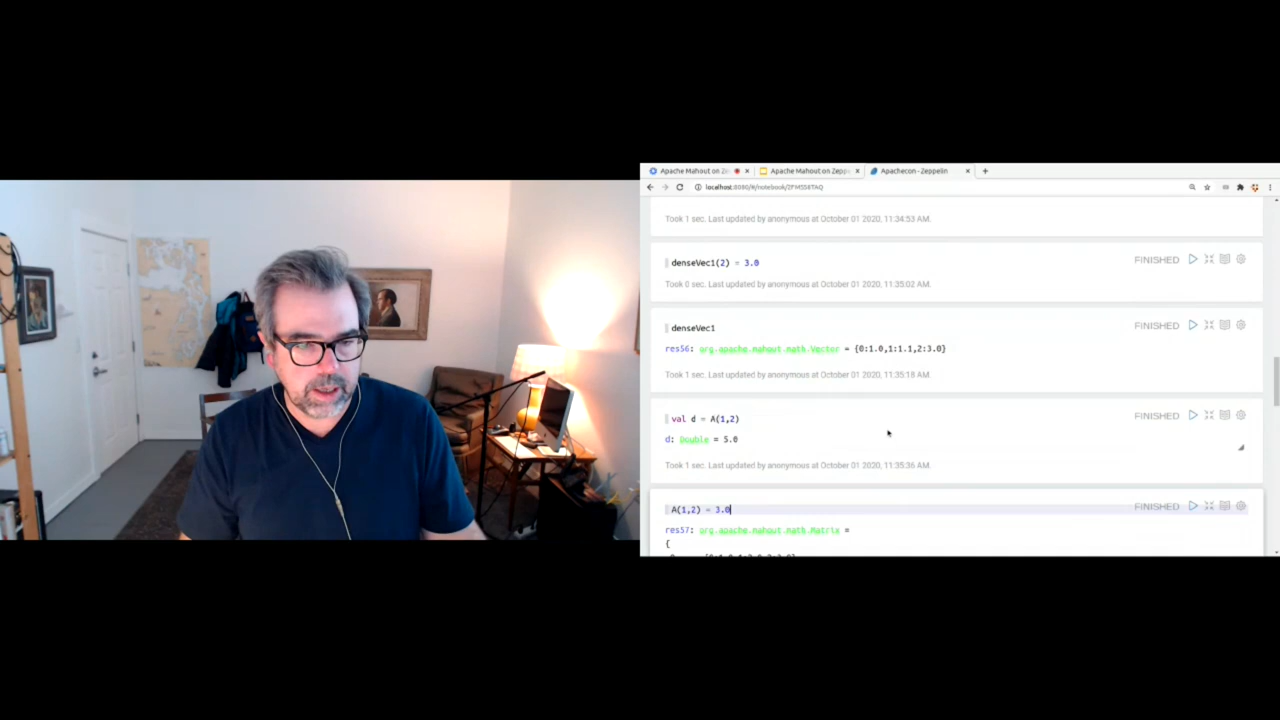 Apache Mahout on Ze
Apache Mahout on Zepp
Apachecon - Zeppelin
localhost:8080/#/notebook/2FMS58TAQ
Took 1 sec. Last updated by anonymous at October 01 2020, 11:34:53 AM.
denseVec1(2) = 3.0
FINISHED
Took 0 sec. Last updated by anonymous at October 01 2020, 11:35:02 AM.
denseVec1
FINISHED
res56: org.apache.mahout.math.Vector = {0:1.0,1:1.1,2:3.0}
Took 1 sec. Last updated by anonymous at October 01 2020, 11:35:18 AM.
val d = A(1,2)
FINISHED
d: Double = 5.0
Took 1 sec. Last updated by anonymous at October 01 2020, 11:35:36 AM.
A(1,2) = 3.0
FINISHED
res57: org.apache.mahout.math.Matrix =
{